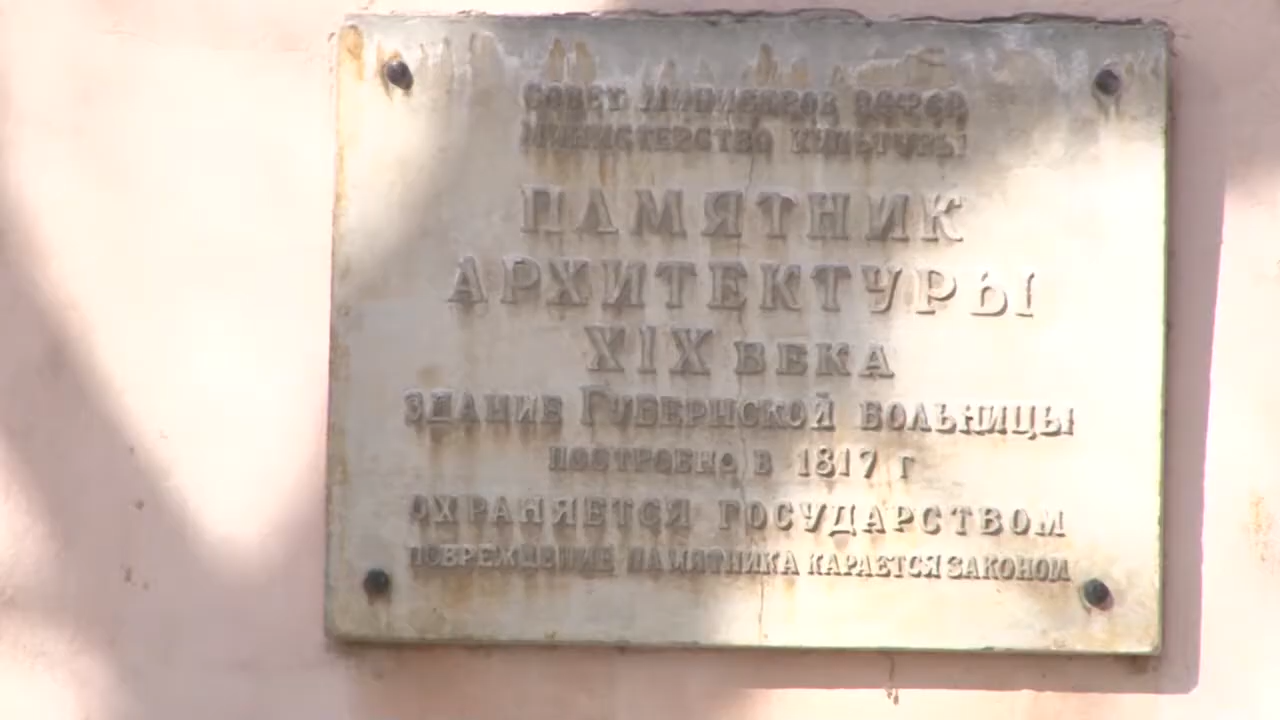 СОВЕТ МИНИСТРОВ РСФСР
МИНИСТЕРСТВО КУЛЬТУРЫ
ПАМЯТНИК
АРХИТЕКТУРЫ
XIX ВЕКА
ЗДАНИЕ ГУБЕРНСКОЙ БОЛЬНИЦЫ
ПОСТРОЕНО В 1817 Г
ОХРАНЯЕТСЯ ГОСУДАРСТВОМ
ПОВРЕЖДЕНИЕ ПАМЯТНИКА КАРАЕТСЯ ЗАКОНОМ